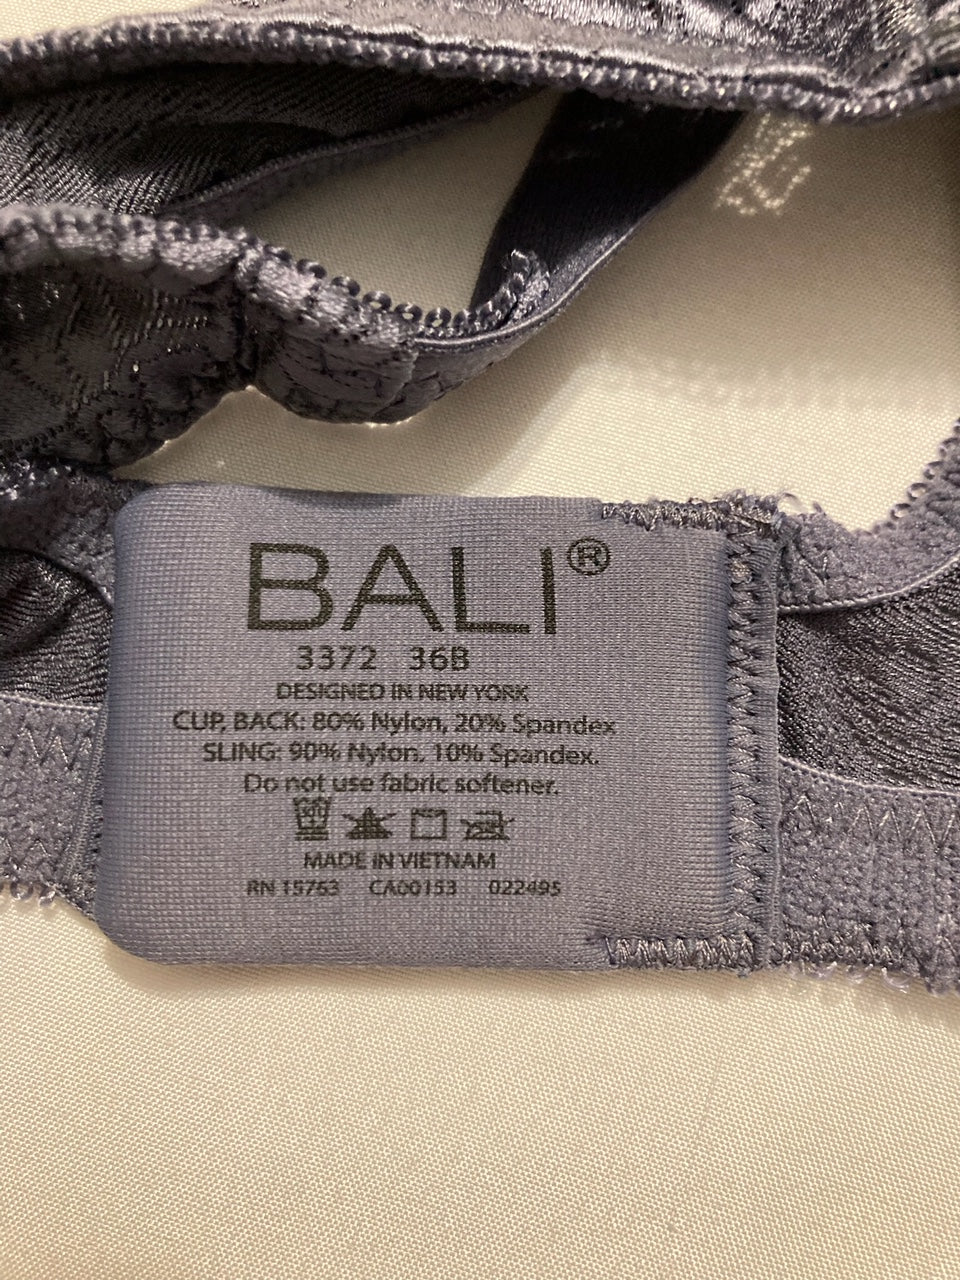 BALI®
3372 36B
DESIGNED IN NEW YORK
CUP, BACK: 80% Nylon, 20% Spandex
SLING: 90% Nylon, 10% Spandex.
Do not use fabric softener.
MADE IN VIETNAM
RN 15763 CA00153 022495